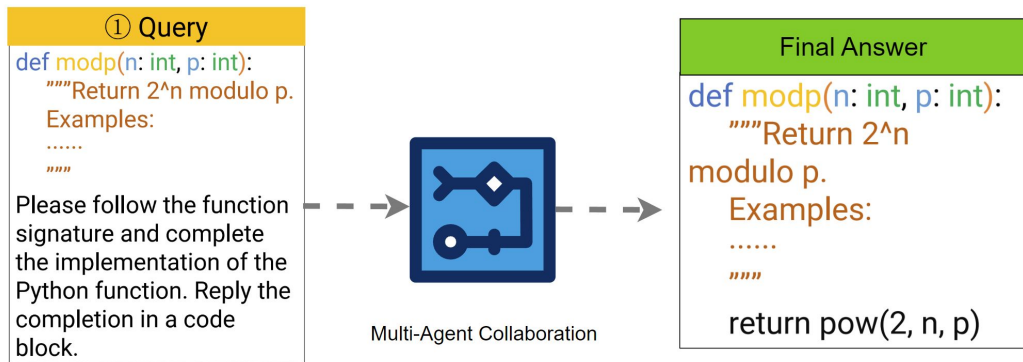 ① Query
def modp(n: int, p: int):
”””Return 2^n modulo p.
Examples:
......
”””
Please follow the function
signature and complete
the implementation of the
Python function. Reply the
completion in a code
block.
Multi-Agent Collaboration
Final Answer
def modp(n: int, p: int):
”””Return 2^n
modulo p.
Examples:
......
”””
return pow(2, n, p)